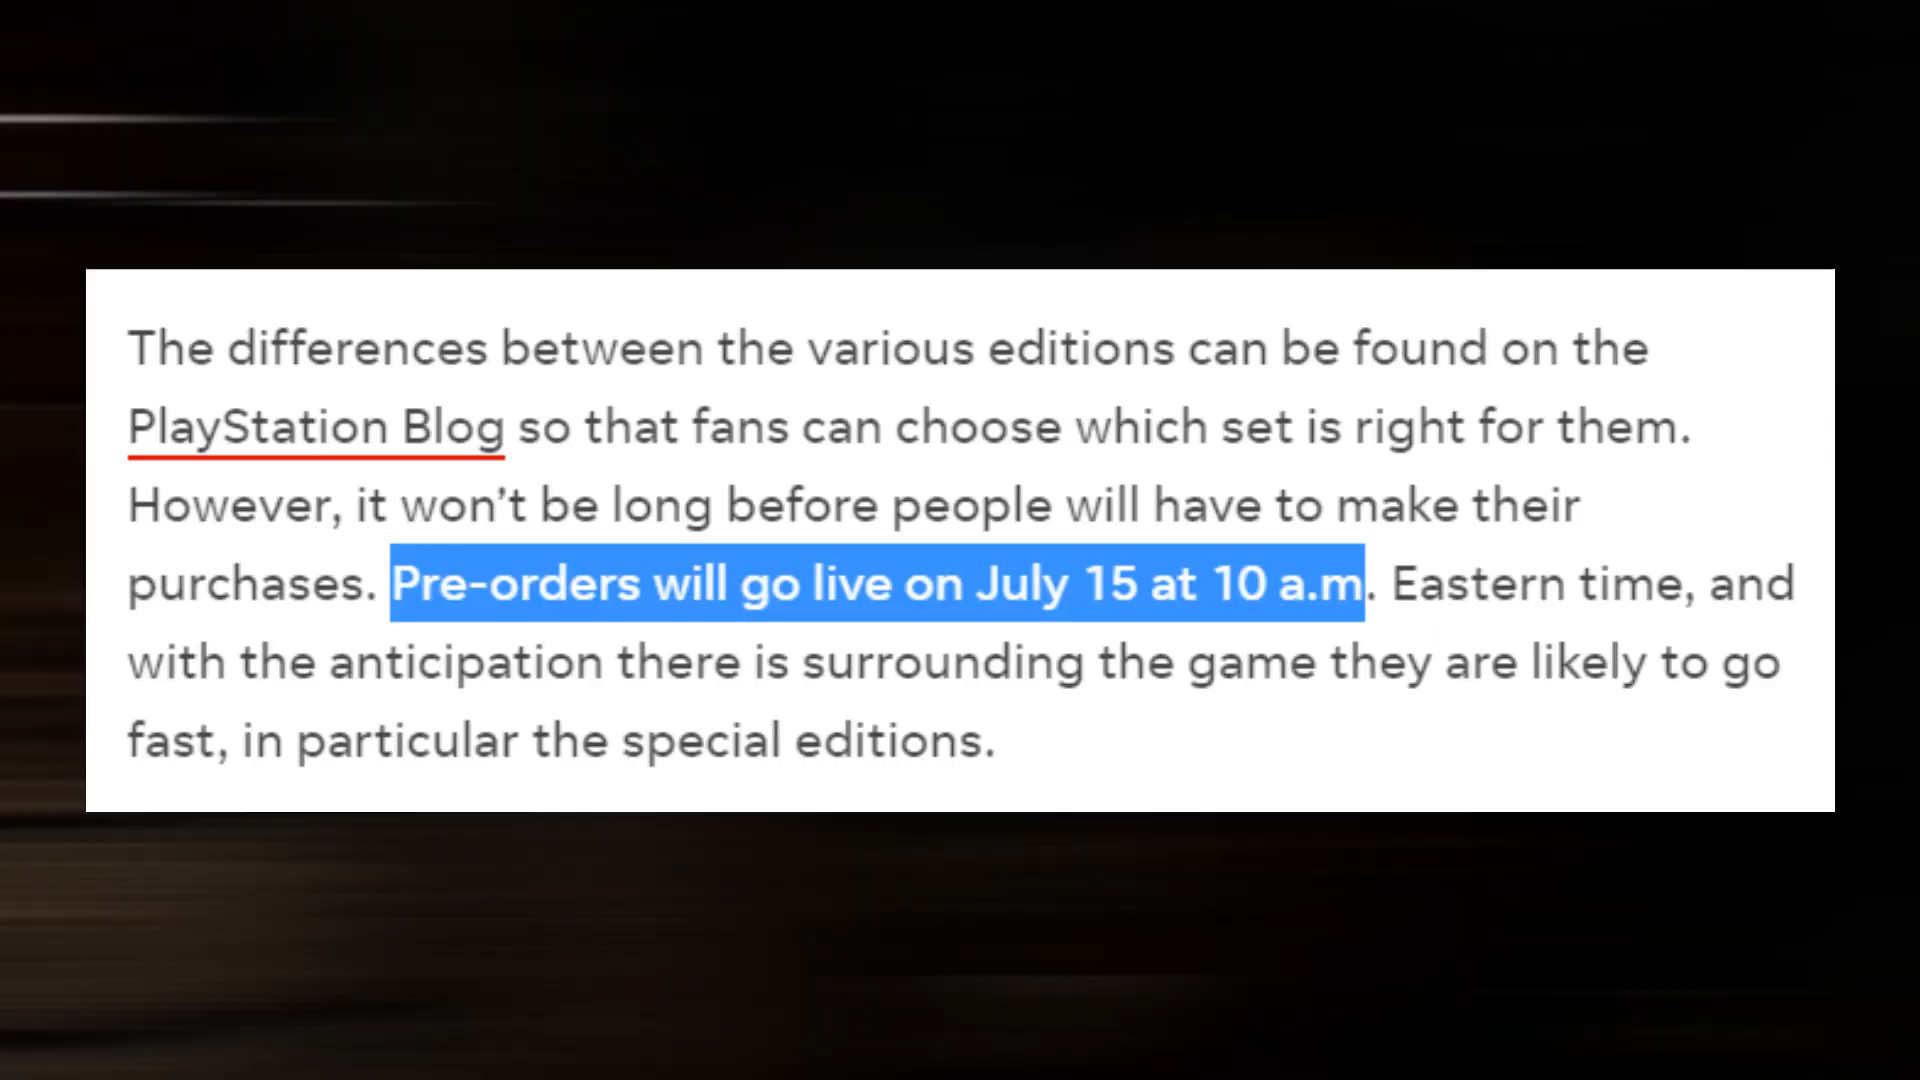 The differences between the various editions can be found on the
PlayStation Blog so that fans can choose which set is right for them.
However, it won’t be long before people will have to make their
purchases. Pre-orders will go live on July 15 at 10 a.m. Eastern time, and
with the anticipation there is surrounding the game they are likely to go
fast, in particular the special editions.